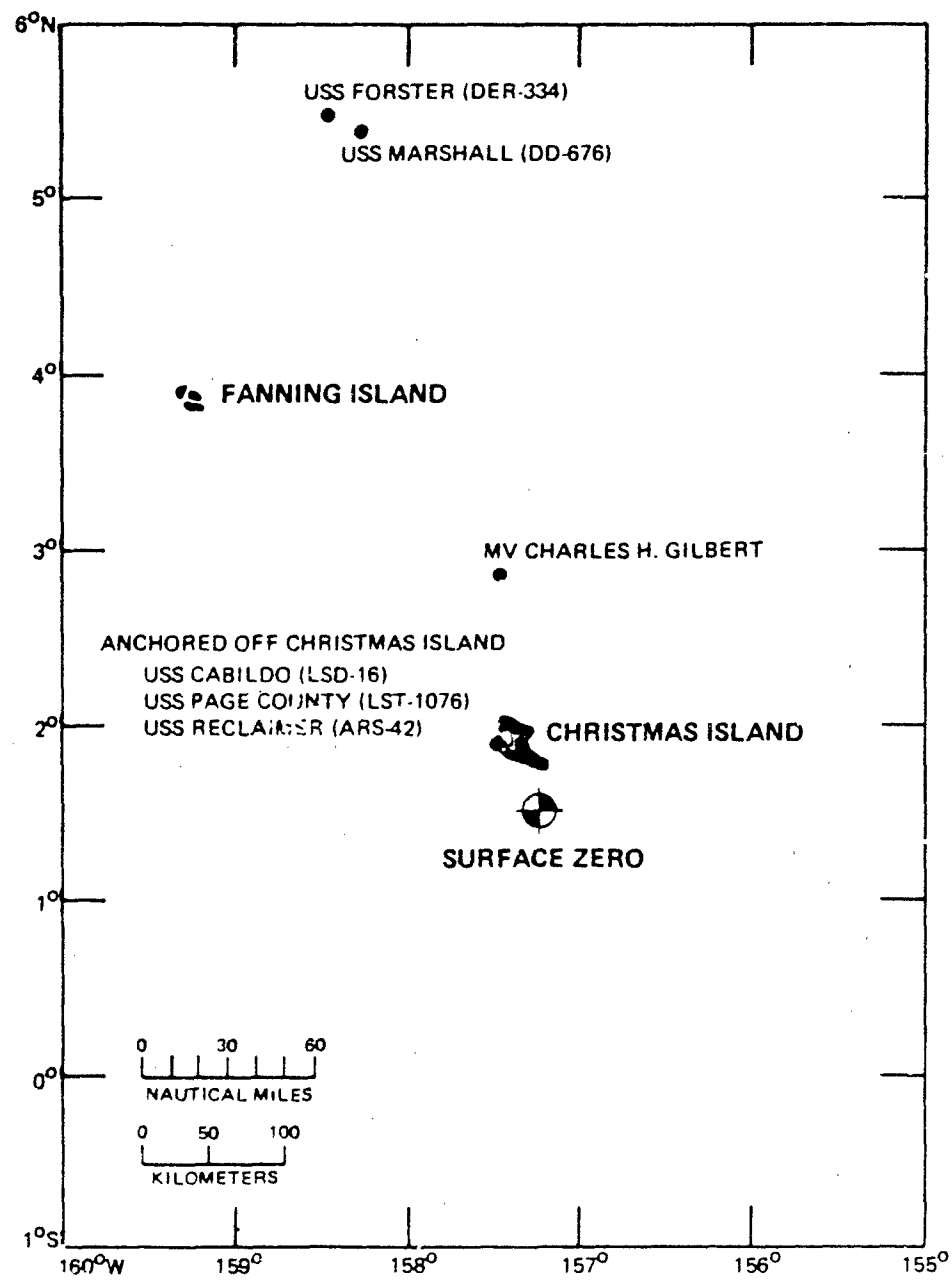 6°N
USS FORSTER (DER-334)
USS MARSHALL (DD-676)
5°
4°
FANNING ISLAND
3°
MV CHARLES H. GILBERT
ANCHORED OFF CHRISTMAS ISLAND
USS CABILDO (LSD-16)
USS PAGE COUNTY (LST-1076)
USS RECLAIMER (ARS-42)
2°
CHRISTMAS ISLAND
SURFACE ZERO
1°
0 30 60
NAUTICAL MILES
0°
0 50 100
KILOMETERS
1°S
160°W 159° 158° 157° 156° 155°